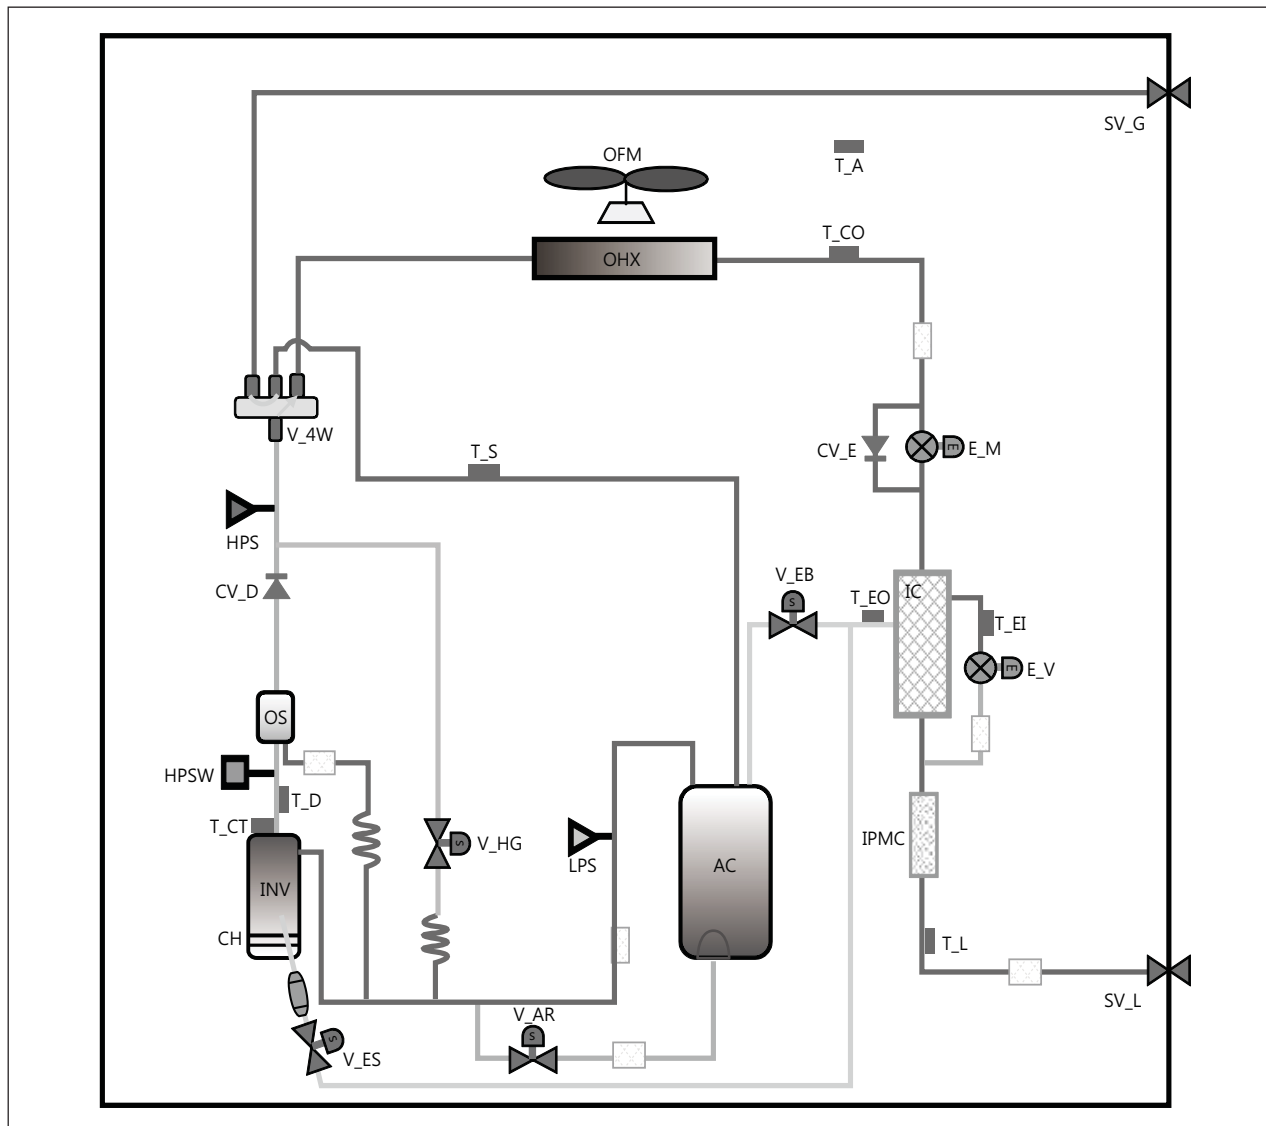 SV_G
OFM
T_A
T_CO
OHX
V_4W
T_S
CV_E
E
E_M
HPS
V_EB
CV_D
S
T_EO
IC
T_EI
E
E_V
OS
HPSW
T_D
T_CT
S
V_HG
LPS
AC
IPMC
INV
CH
T_L
SV_L
V_AR
S
S
V_ES